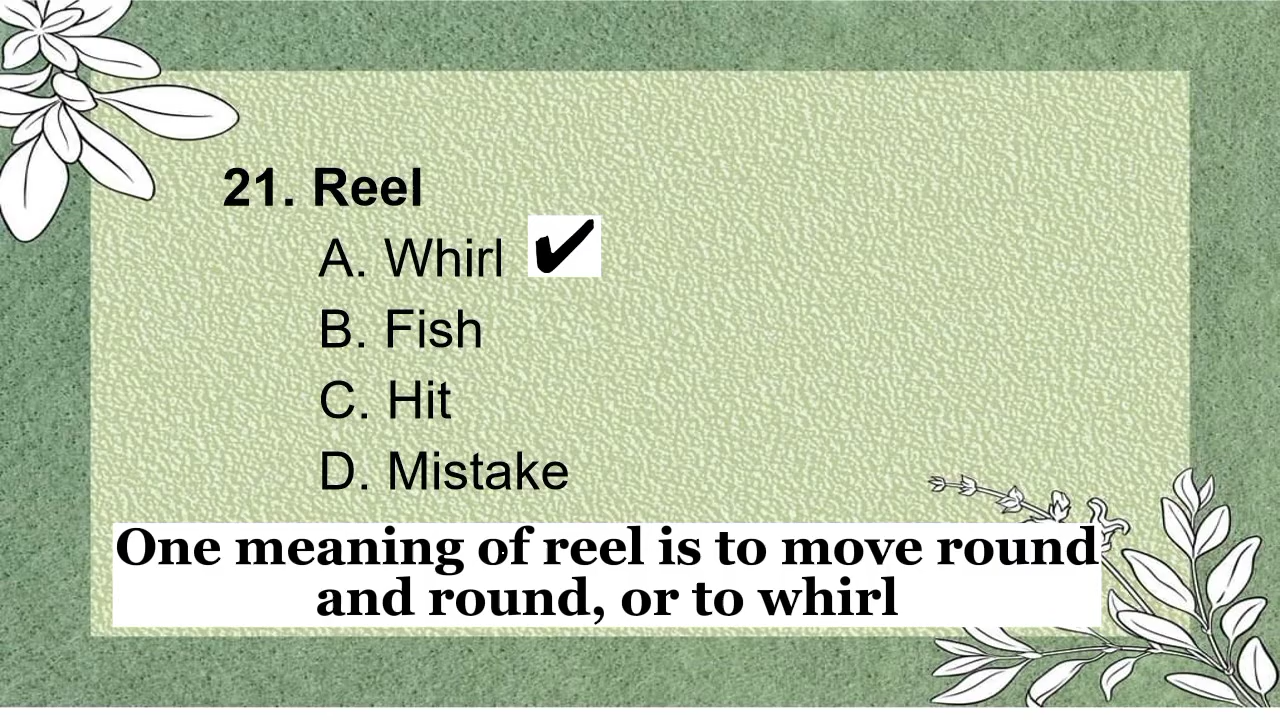 21. Reel
A. Whirl ✔
B. Fish
C. Hit
D. Mistake
One meaning of reel is to move round
and round, or to whirl